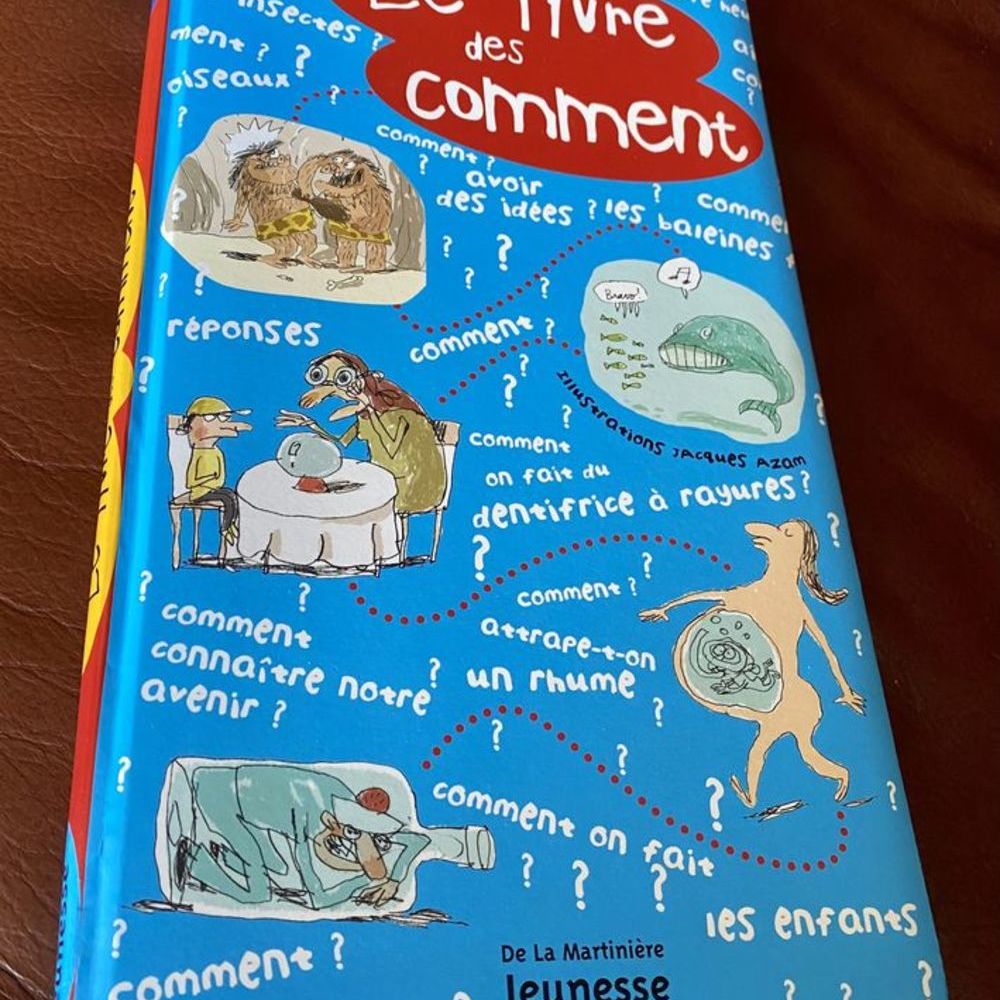 Le livre
des
comment
insectes ?
ment ? ?
oiseaux
?
?
comment ?
?
avoir
des idées ?
les baleines
?
?
?
?
?
?
?
?
Bravo!
réponses
comment ?
?
?
?
?
Illustrations Jacques Azam
comment
on fait du
dentifrice à rayures ?
?
?
?
?
?
comment ?
attrape-t-on
un rhume
?
?
?
comment
connaître notre
avenir ?
?
?
?
?
?
?
comment on fait
? ? ?
les enfants
?
comment ?
De La Martinière
Jeunesse
? ? ?